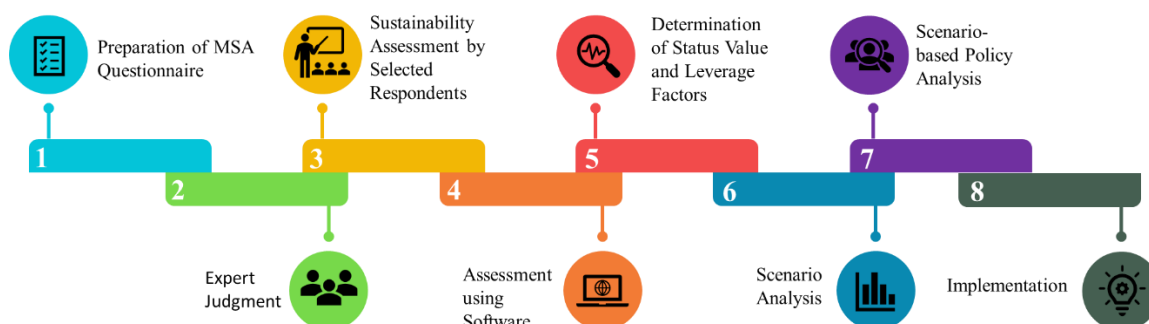 1
Preparation of MSA
Questionnaire
2
Expert
Judgment
3
Sustainability
Assessment by
Selected
Respondents
4
Assessment
using
Software
5
Determination
of Status Value
and Leverage
Factors
6
Scenario
Analysis
7
Scenario-
based Policy
Analysis
8
Implementation